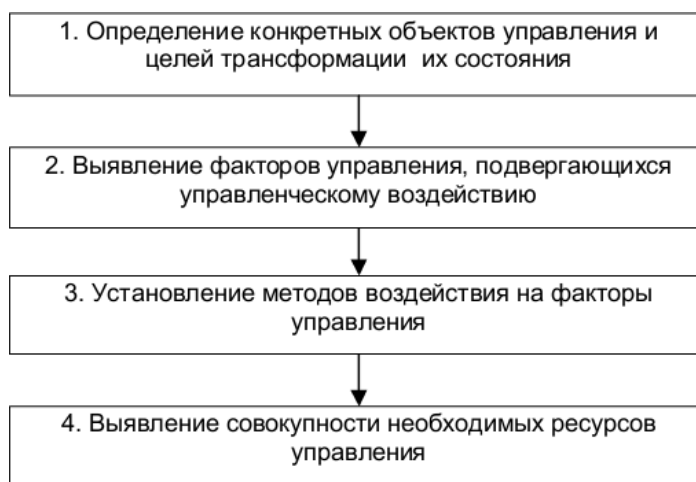 1. Определение конкретных объектов управления и
целей трансформации их состояния
2. Выявление факторов управления, подвергающихся
управленческому воздействию
3. Установление методов воздействия на факторы
управления
4. Выявление совокупности необходимых ресурсов
управления